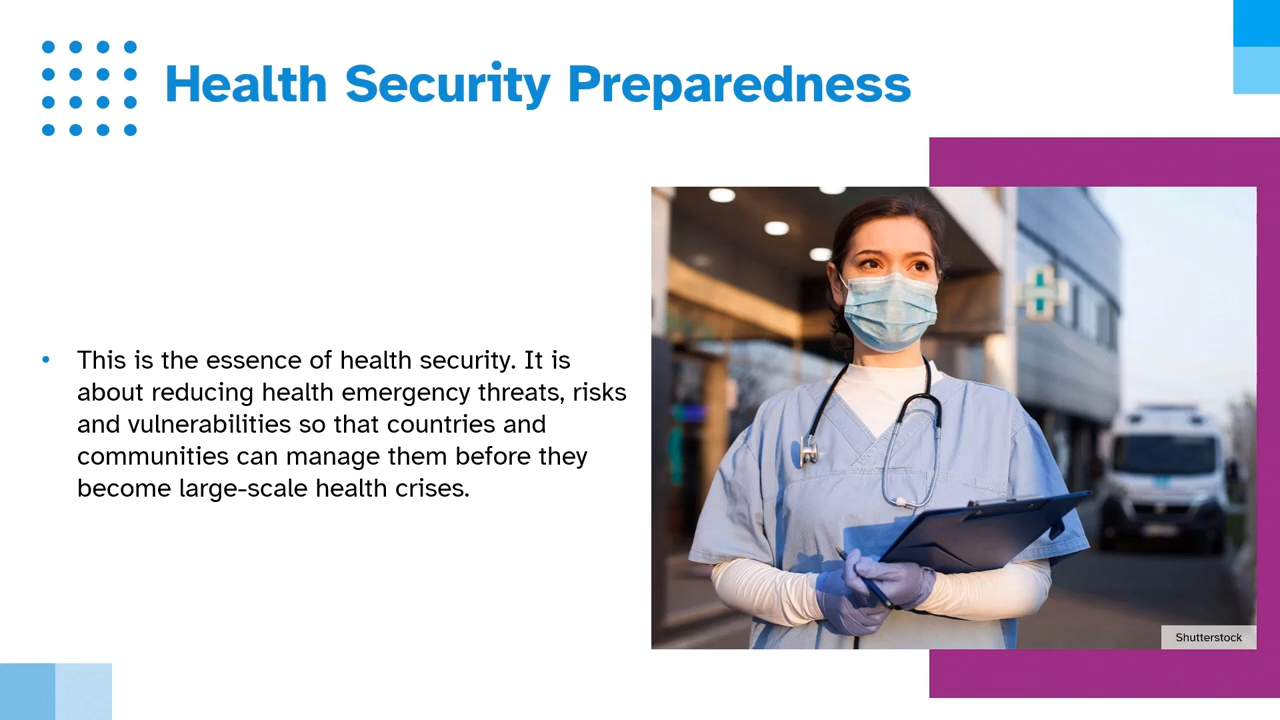 Health Security Preparedness
• This is the essence of health security. It is
about reducing health emergency threats, risks
and vulnerabilities so that countries and
communities can manage them before they
become large-scale health crises.
Shutterstock